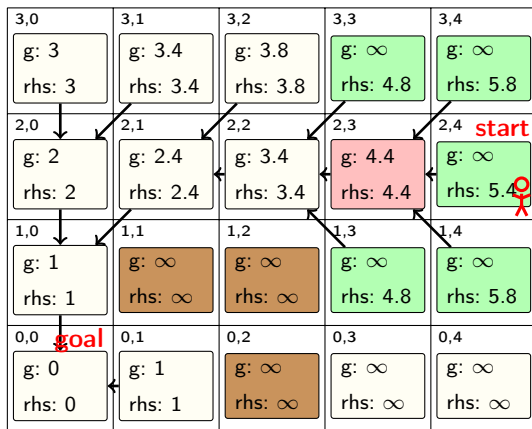 3,0 3,1 3,2 3,3 3,4
g: 3 g: 3.4 g: 3.8 g: ∞ g: ∞
rhs: 3 rhs: 3.4 rhs: 3.8 rhs: 4.8 rhs: 5.8
2,0 2,1 2,2 2,3 2,4 start
g: 2 g: 2.4 g: 3.4 g: 4.4 g: ∞
rhs: 2 rhs: 2.4 rhs: 3.4 rhs: 4.4 rhs: 5.4
1,0 1,1 1,2 1,3 1,4
g: 1 g: ∞ g: ∞ g: ∞ g: ∞
rhs: 1 rhs: ∞ rhs: ∞ rhs: 4.8 rhs: 5.8
0,0 goal 0,1 0,2 0,3 0,4
g: 0 g: 1 g: ∞ g: ∞ g: ∞
rhs: 0 rhs: 1 rhs: ∞ rhs: ∞ rhs: ∞